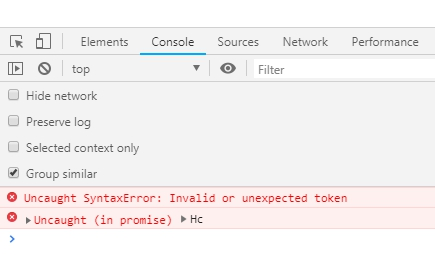 Elements Console Sources Network Performance
top Filter
Hide network
Preserve log
Selected context only
Group similar
Uncaught SyntaxError: Invalid or unexpected token
Uncaught (in promise) Hc